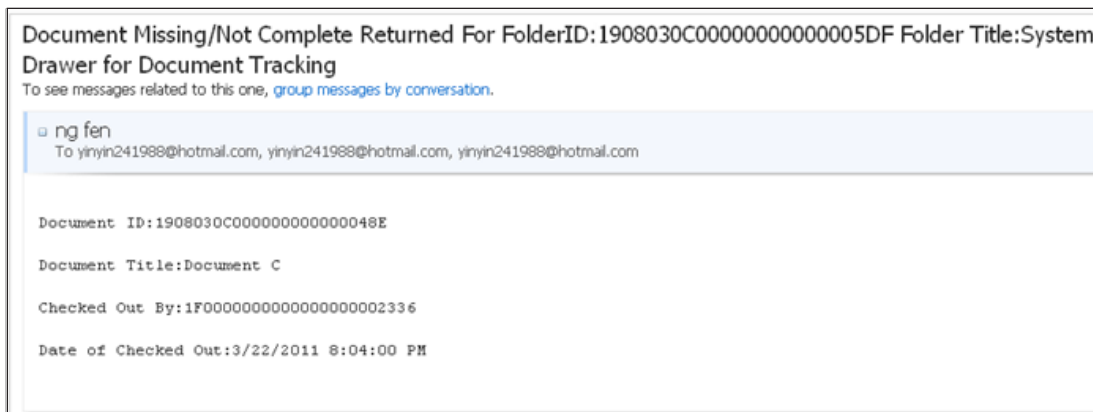 Document Missing/Not Complete Returned For FolderID:1908030C00000000000005DF Folder Title:System
Drawer for Document Tracking
To see messages related to this one, group messages by conversation.
ng fen
To yinyin241988@hotmail.com, yinyin241988@hotmail.com, yinyin241988@hotmail.com
Document ID:1908030C000000000000048E
Document Title:Document C
Checked Out By:1F0000000000000000002336
Date of Checked Out:3/22/2011 8:04:00 PM